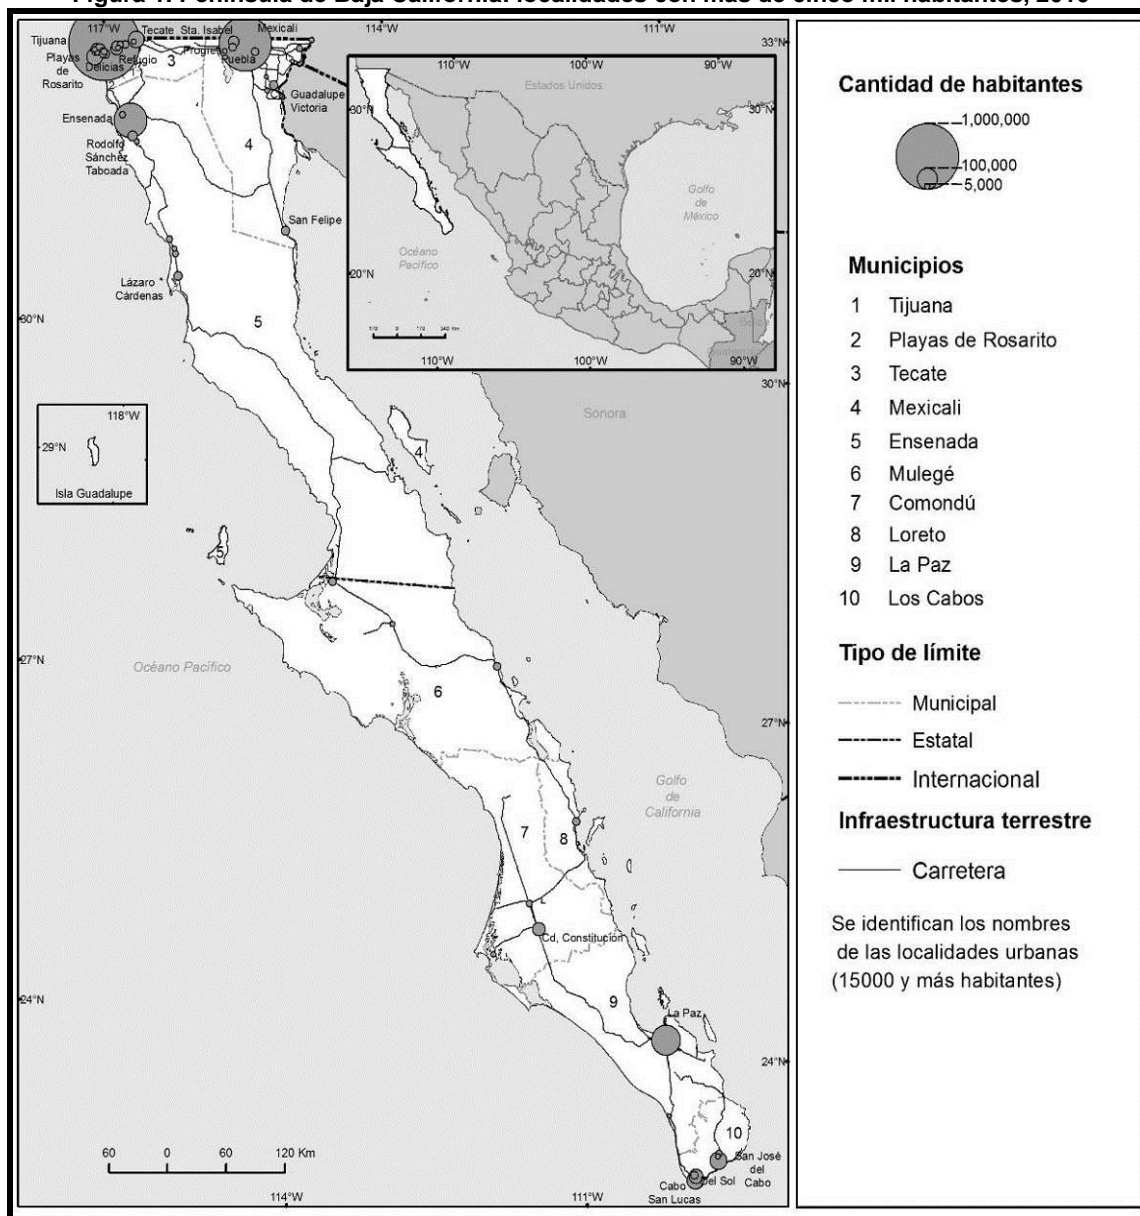 Figura 1. Península de Baja California: localidades con más de cinco mil habitantes, 2010
117°W
114°W
111°W
33°N
Tijuana
Tecate
Sta. Isabel
Mexicali
Playas
de
Rosarito
Delicias
Refugio
Progreso
Puebla
3
Guadalupe
Victoria
Ensenada
Rodolfo
Sánchez
Taboada
4
San Felipe
Lázaro
Cárdenas
5
30°N
30°N
110°W
100°W
90°W
Estados Unidos
30°N
30°N
Golfo
de
México
Océano
Pacífico
20°N
20°N
170 0 170 340 Km
110°W
100°W
90°W
Sonora
118°W
29°N
Isla Guadalupe
4
5
27°N
Océano Pacífico
6
27°N
Golfo
de
California
7
8
Cd, Constitución
24°N
9
La Paz
24°N
10
San José
del
Cabo
Cabo
San Lucas
Del Sol
60 0 60 120 Km
114°W
111°W
Cantidad de habitantes
1,000,000
100,000
5,000
Municipios
1 Tijuana
2 Playas de Rosarito
3 Tecate
4 Mexicali
5 Ensenada
6 Mulegé
7 Comondú
8 Loreto
9 La Paz
10 Los Cabos
Tipo de límite
Municipal
Estatal
Internacional
Infraestructura terrestre
Carretera
Se identifican los nombres
de las localidades urbanas
(15000 y más habitantes)